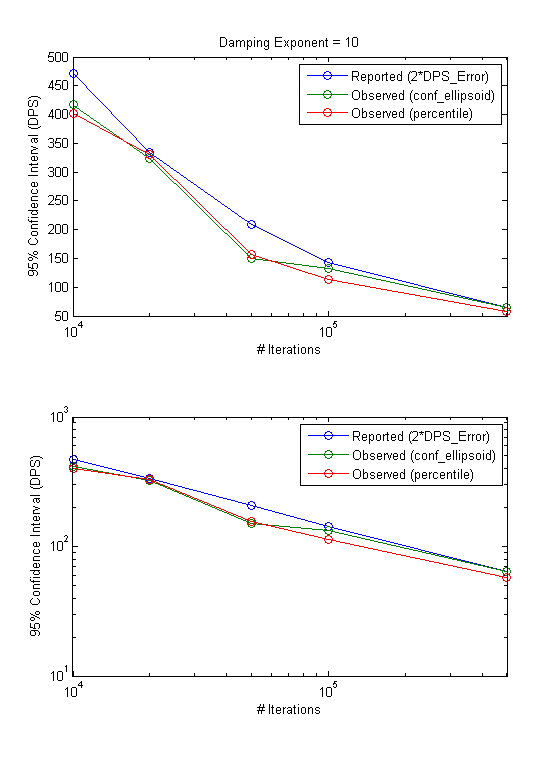 Damping Exponent = 10
500
450
400
350
300
250
200
150
100
50
10^4
10^5
95% Confidence Interval (DPS)
# Iterations
Reported (2*DPS_Error)
Observed (conf_ellipsoid)
Observed (percentile)
10^3
10^2
10^1
10^4
10^5
95% Confidence Interval (DPS)
# Iterations
Reported (2*DPS_Error)
Observed (conf_ellipsoid)
Observed (percentile)